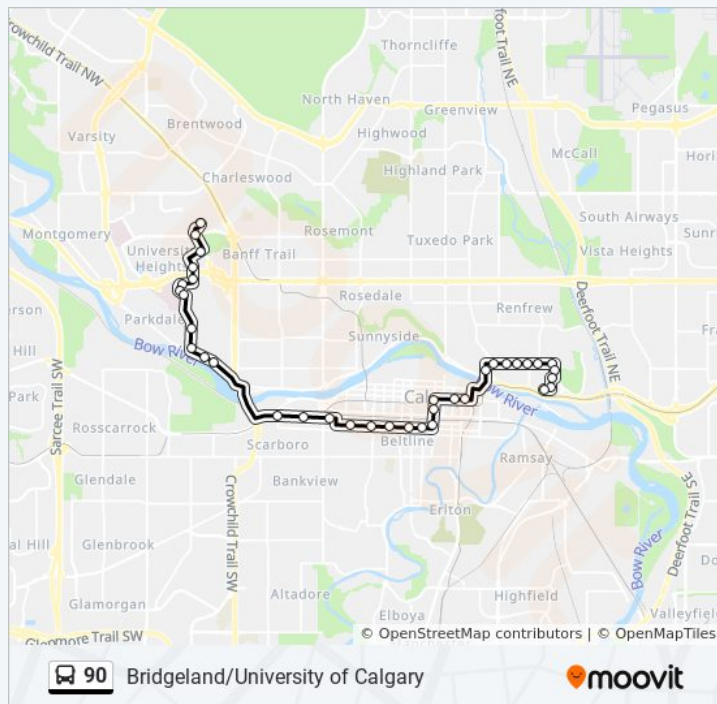 Crowchild Trail NW
foot Trail NE
Thorncliffe
North Haven
Greenview
Pegasus
Varsity
Brentwood
Highwood
McCall
Charleswood
Highland Park
Montgomery
Rosemont
South Airways
University
Heights
Banff Trail
Tuxedo Park
Vista Heights
Parkdale
Rosedale
Renfrew
Deerfoot Trail NE
Hill
Bow River
Sunnyside
Park
Sarcee Trail SW
Rosscarrock
Scarboro
Beltline
Bow River
Ramsay
Glendale
Bankview
Crowchild Trail SW
Erlton
Glenbrook
Bow River
Deerfoot Trail SE
Altadore
Highfield
Glamorgan
Elboya
Valleyfield
Glenmore Trail SW
© OpenStreetMap contributors | © OpenMapTiles
90 Bridgeland/University of Calgary
moovit